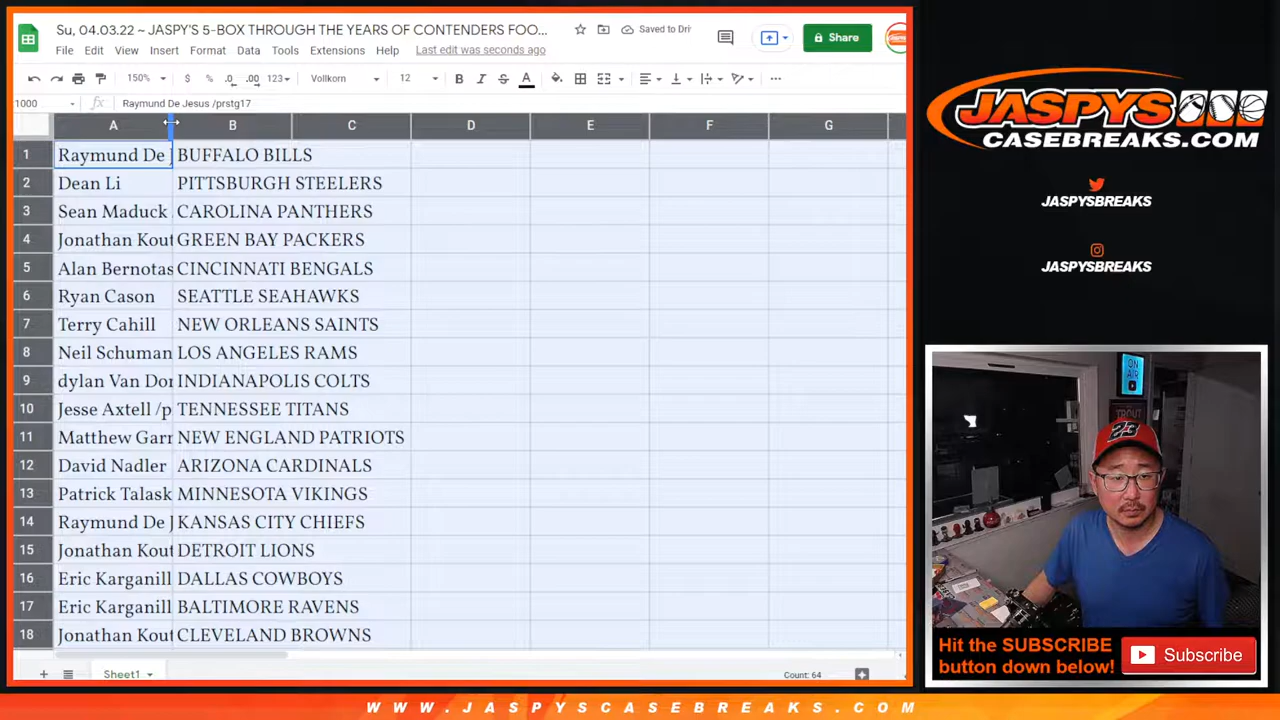 Su, 04.03.22 ~ JASPY'S 5-BOX THROUGH THE YEARS OF CONTENDERS FOO...
Saved to Dri
File Edit View Insert Format Data Tools Extensions Help Last edit was seconds ago
Share
150% $ % .0 .00 123 Vollkorn 12 B I S A
1000 fx Raymund De Jesus /prstg17
A B C D E F G
1 Raymund De J BUFFALO BILLS
2 Dean Li PITTSBURGH STEELERS
3 Sean Maduck CAROLINA PANTHERS
4 Jonathan Kout GREEN BAY PACKERS
5 Alan Bernotas CINCINNATI BENGALS
6 Ryan Cason SEATTLE SEAHAWKS
7 Terry Cahill NEW ORLEANS SAINTS
8 Neil Schuman LOS ANGELES RAMS
9 dylan Van Dor INDIANAPOLIS COLTS
10 Jesse Axtell /p TENNESSEE TITANS
11 Matthew Garr NEW ENGLAND PATRIOTS
12 David Nadler ARIZONA CARDINALS
13 Patrick Talask MINNESOTA VIKINGS
14 Raymund De J KANSAS CITY CHIEFS
15 Jonathan Kout DETROIT LIONS
16 Eric Karganill DALLAS COWBOYS
17 Eric Karganill BALTIMORE RAVENS
18 Jonathan Kout CLEVELAND BROWNS
Sheet1
Count: 64
JASPYS
CASEBREAKS.COM
JASPYSBREAKS
JASPYSBREAKS
ON
AIR
TROUT
23
Hit the SUBSCRIBE
button down below!
Subscribe
WWW.JASPYSCASEBREAKS.COM